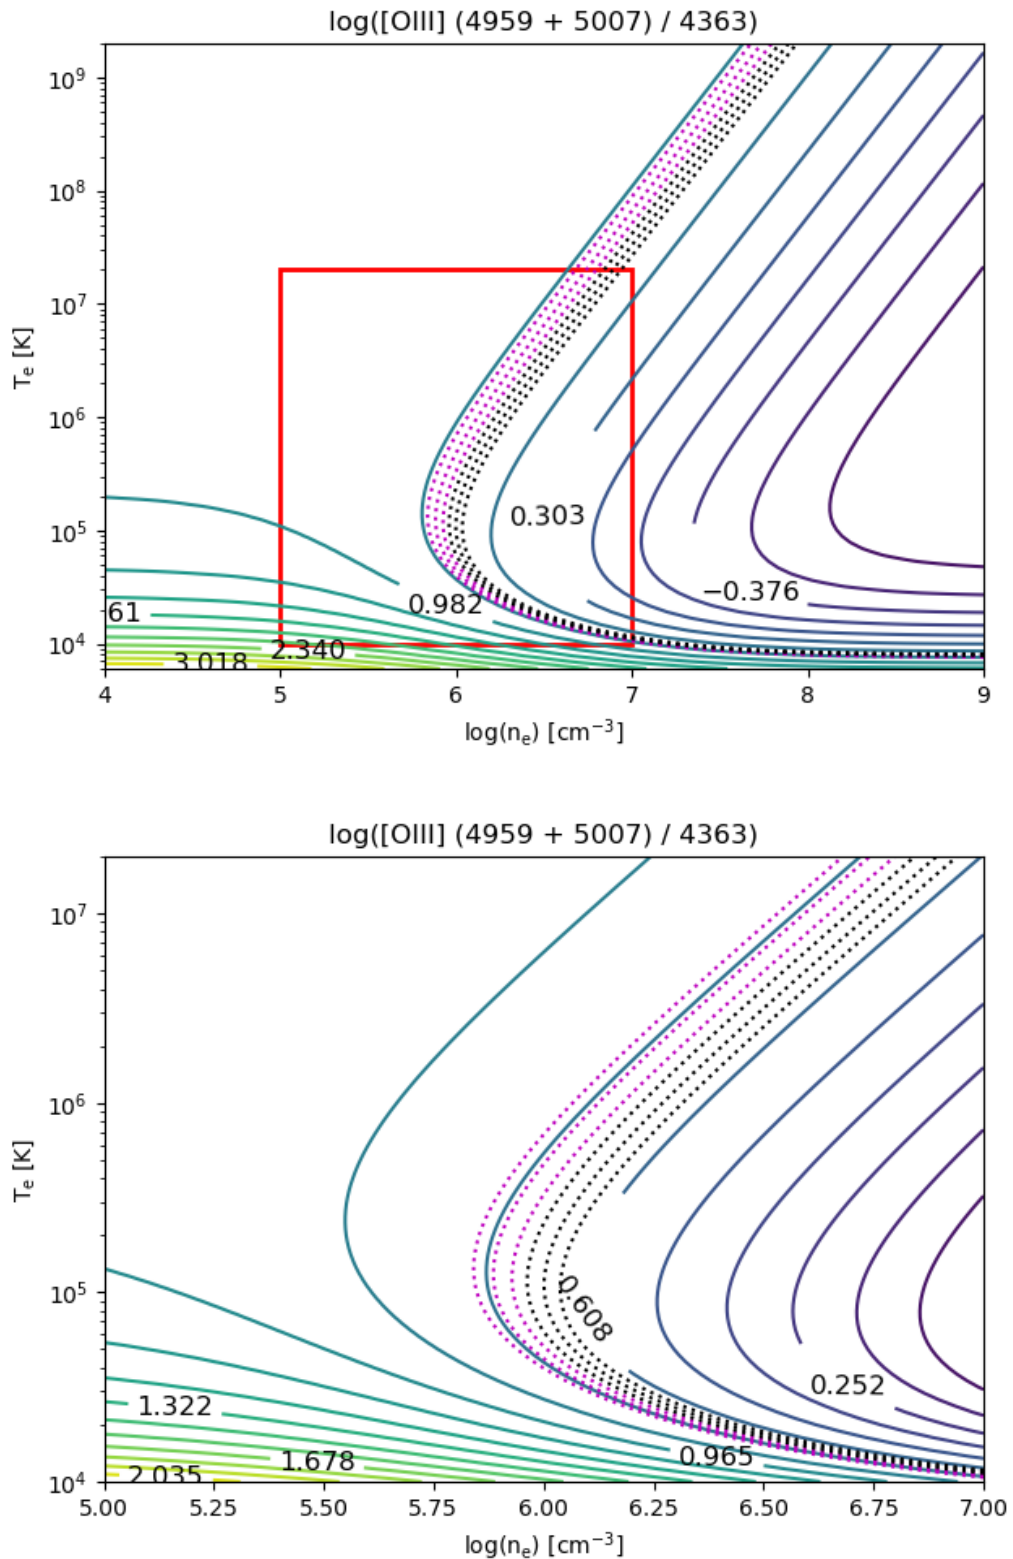 log([OIII] (4959 + 5007) / 4363)
10⁹
10⁸
10⁷
10⁶
10⁵
10⁴
Tₑ [K]
0.303
−0.376
0.982
61
2.340
3.018
4 5 6 7 8 9
log(nₑ) [cm⁻³]
log([OIII] (4959 + 5007) / 4363)
10⁷
10⁶
10⁵
10⁴
Tₑ [K]
0.608
0.252
1.322
0.965
1.678
2.035
5.00 5.25 5.50 5.75 6.00 6.25 6.50 6.75 7.00
log(nₑ) [cm⁻³]